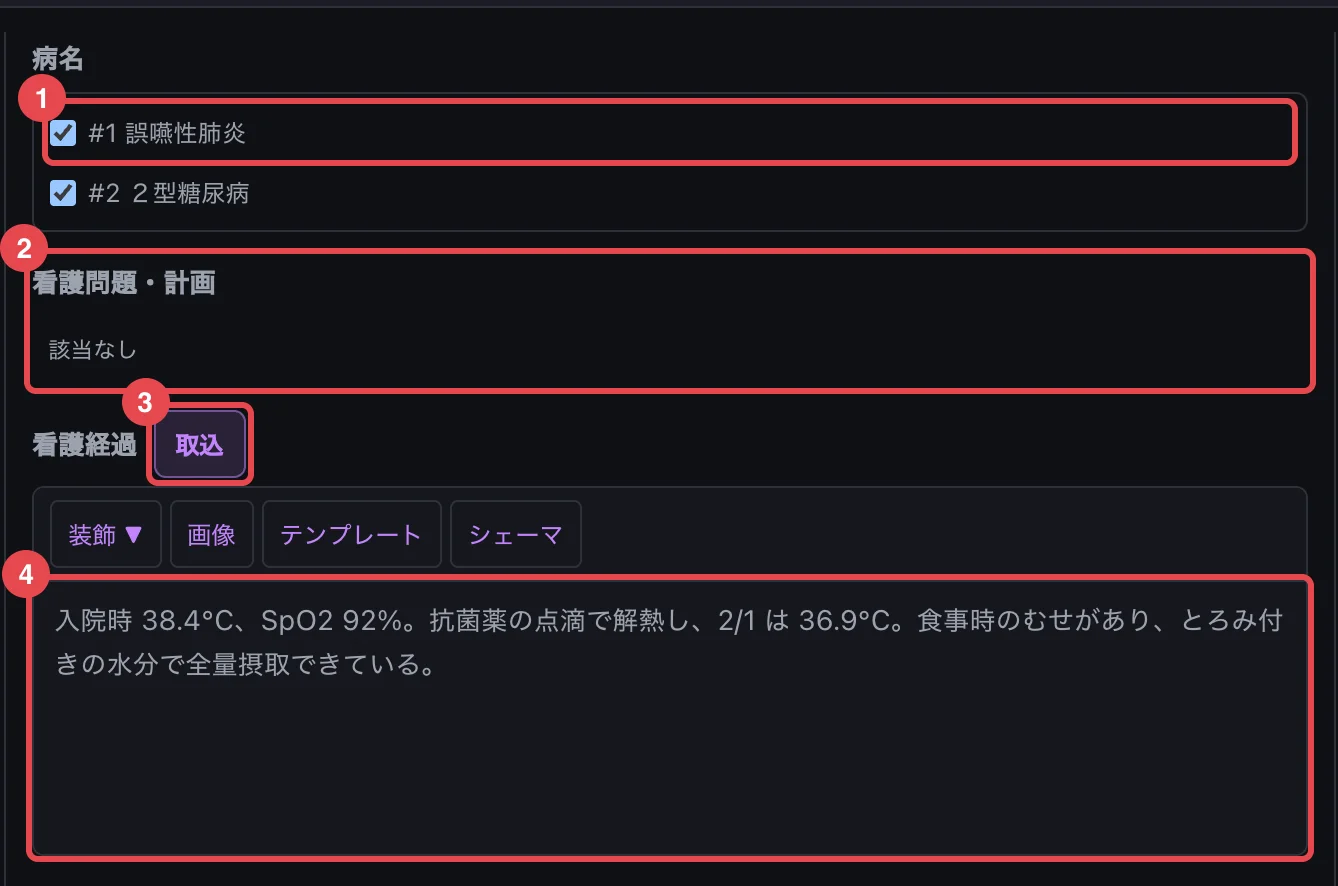 病名
1
#1 誤嚥性肺炎
#2 2型糖尿病
2
看護問題・計画
該当なし
3
看護経過 取込
装飾▼ 画像 テンプレート シェーマ
4
入院時 38.4°C、SpO2 92%。抗菌薬の点滴で解熱し、2/1 は 36.9°C。食事時のむせがあり、とろみ付
きの水分で全量摂取できている。